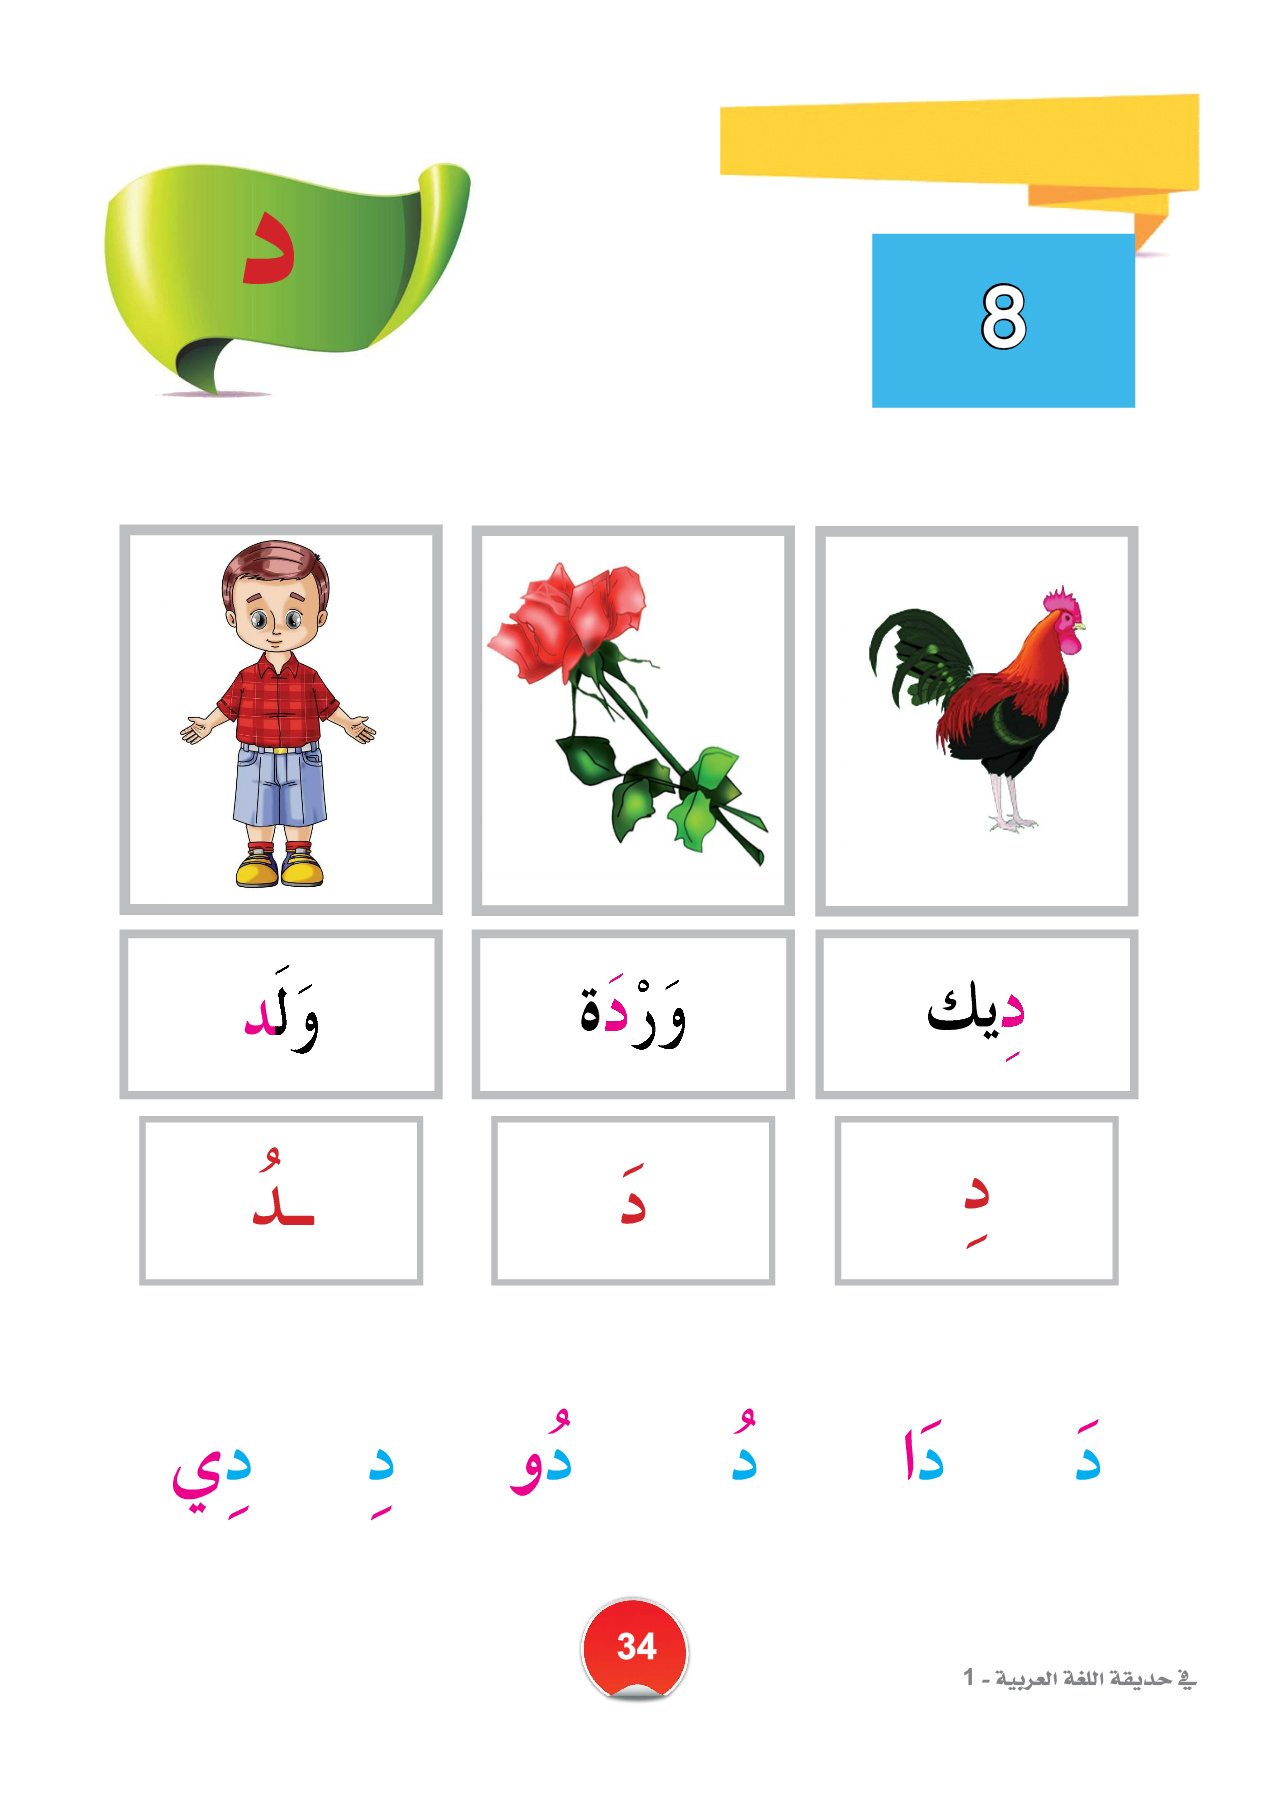 د
8
دِيك وَرْدَة وَلَد
دِ دَ ـدُ
دَ دَا دُ دُو دِ دِي
34
في حديقة اللغة العربية - 1